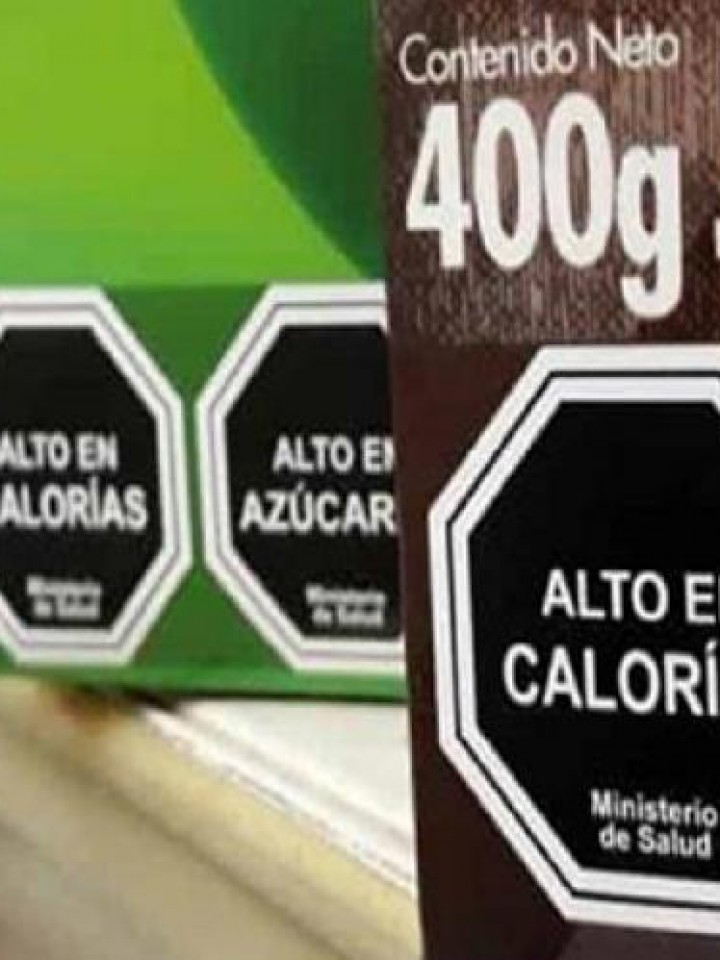 Contenido Neto
400g
ALTO EN
ALORÍAS
Ministerio
de Salud
ALTO EN
AZÚCAR
Ministerio
de Salud
ALTO E
CALORÍ
Ministerio
de Salud